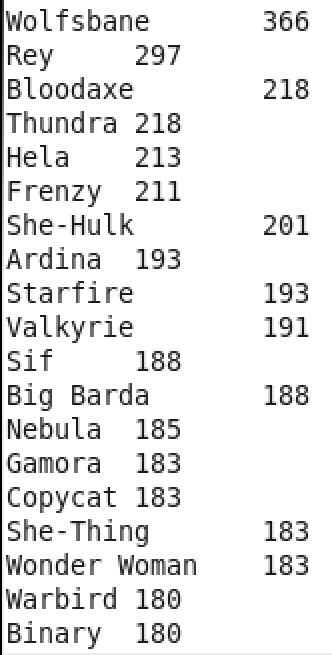 Wolfsbane 366
Rey 297
Bloodaxe 218
Thundra 218
Hela 213
Frenzy 211
She-Hulk 201
Ardina 193
Starfire 193
Valkyrie 191
Sif 188
Big Barda 188
Nebula 185
Gamora 183
Copycat 183
She-Thing 183
Wonder Woman 183
Warbird 180
Binary 180